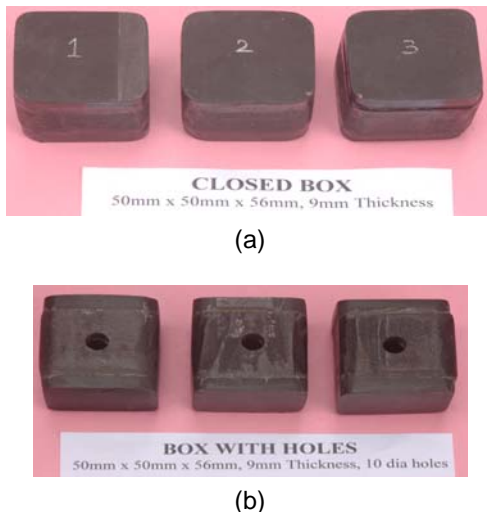 1 2 3
CLOSED BOX
50mm x 50mm x 56mm, 9mm Thickness
(a)
BOX WITH HOLES
50mm x 50mm x 56mm, 9mm Thickness, 10 dia holes
(b)